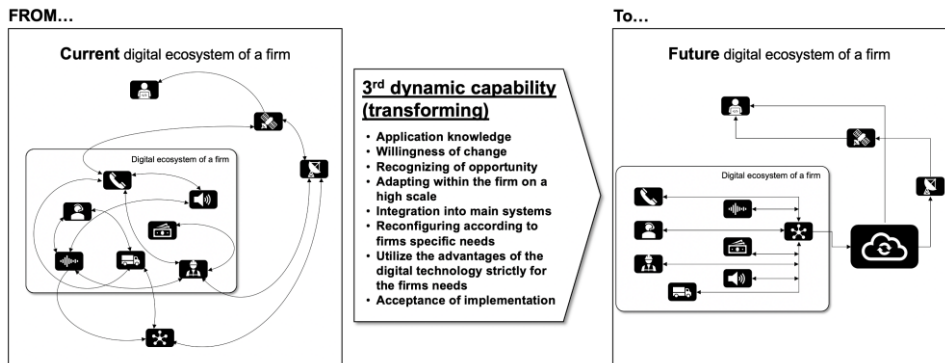 FROM...
Current digital ecosystem of a firm
Digital ecosystem of a firm
3rd dynamic capability
(transforming)
• Application knowledge
• Willingness of change
• Recognizing of opportunity
• Adapting within the firm on a
high scale
• Integration into main systems
• Reconfiguring according to
firms specific needs
• Utilize the advantages of the
digital technology strictly for
the firms needs
• Acceptance of implementation
To...
Future digital ecosystem of a firm
Digital ecosystem of a firm